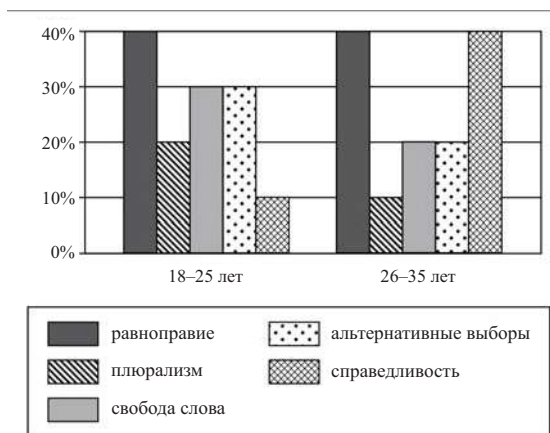 40%
30%
20%
10%
0%
18–25 лет 26–35 лет
равноправие альтернативные выборы
плюрализм справедливость
свобода слова